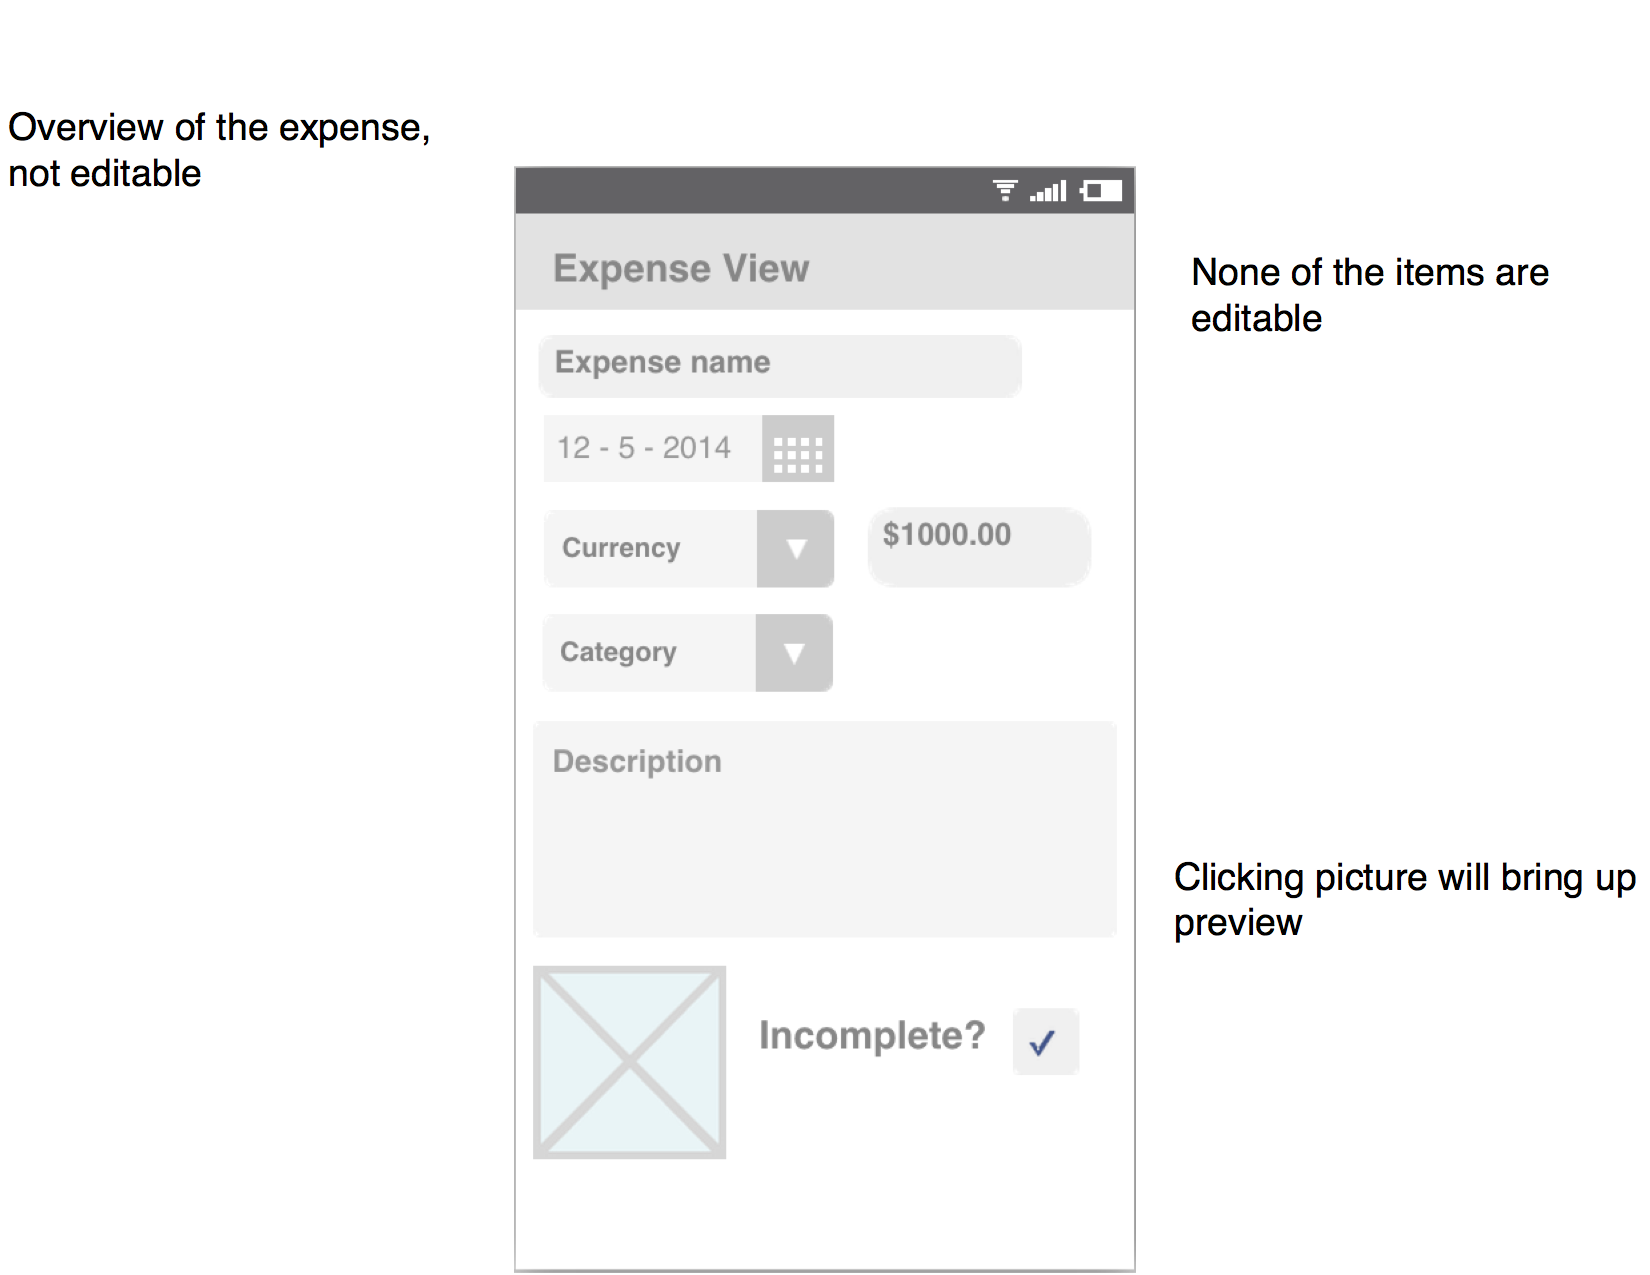 Overview of the expense,
not editable
Expense View
None of the items are
editable
Expense name
12 - 5 - 2014
Currency
$1000.00
Category
Description
Clicking picture will bring up
preview
Incomplete?